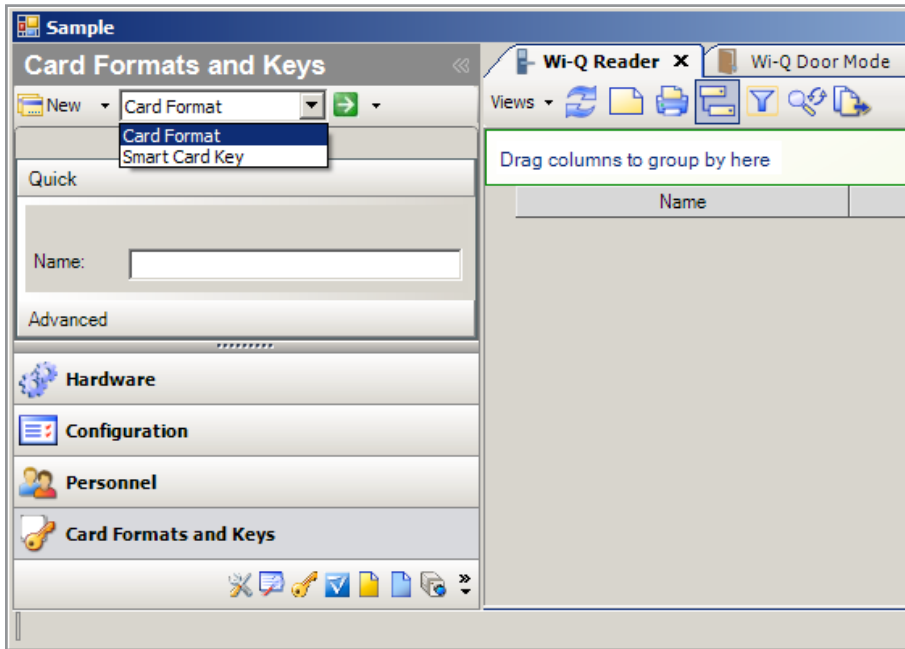 Sample
Card Formats and Keys
New
Card Format
Card Format
Smart Card Key
Quick
Name:
Advanced
Hardware
Configuration
Personnel
Card Formats and Keys
Wi-Q Reader X
Wi-Q Door Mode
Views
Drag columns to group by here
Name